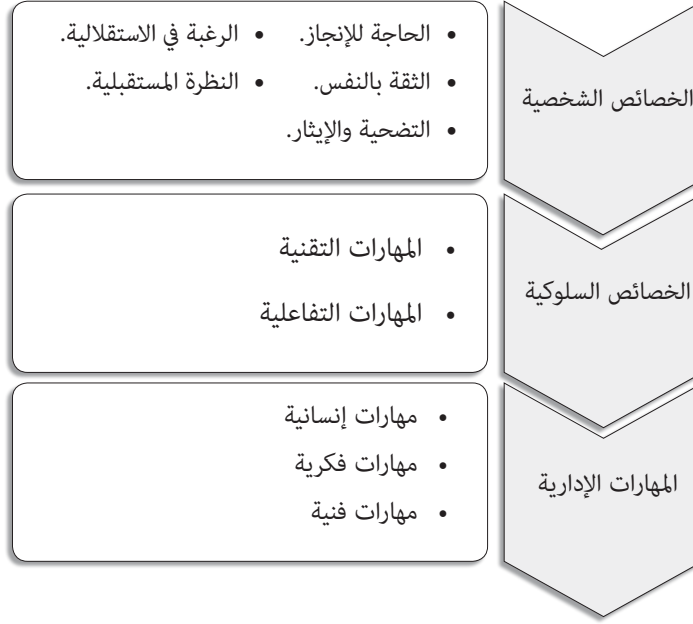 الخصائص الشخصية
• الحاجة للإنجاز. • الرغبة في الاستقلالية.
• الثقة بالنفس. • النظرة المستقبلية.
• التضحية والإيثار.
الخصائص السلوكية
• المهارات التقنية
• المهارات التفاعلية
المهارات الإدارية
• مهارات إنسانية
• مهارات فكرية
• مهارات فنية